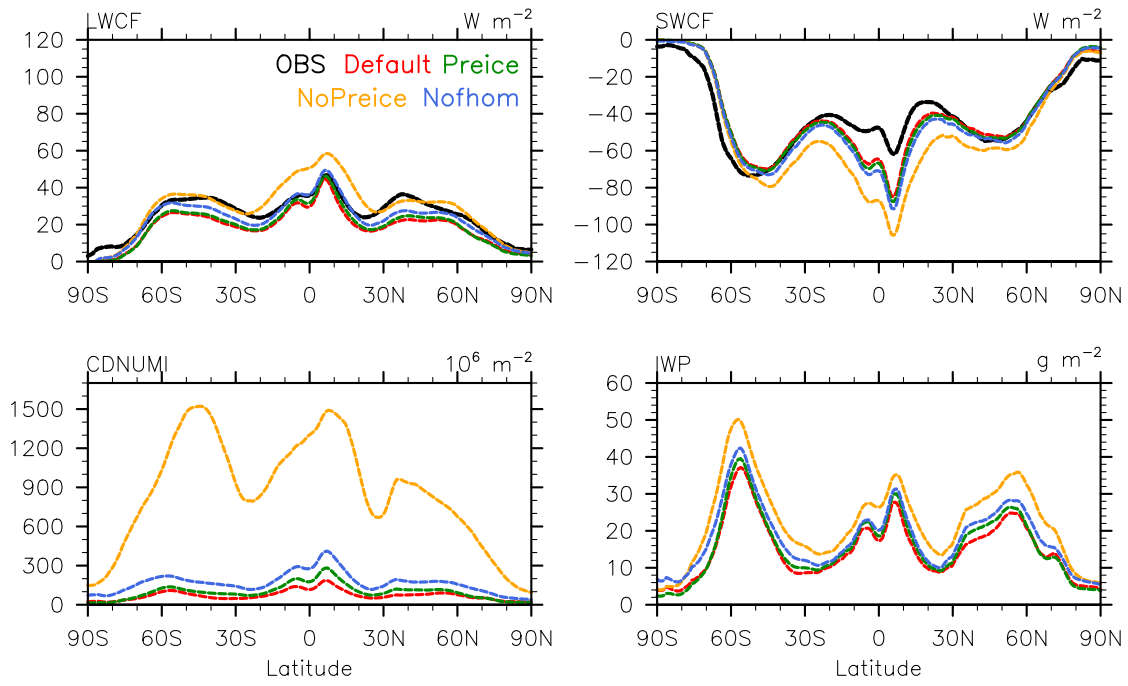 LWCF W m-2
120
100
80
60
40
20
0
OBS Default Preice
NoPreice Nofhom
90S 60S 30S 0 30N 60N 90N
SWCF W m-2
0
-20
-40
-60
-80
-100
-120
90S 60S 30S 0 30N 60N 90N
CDNUMI 10^6 m-2
1500
1200
900
600
300
0
90S 60S 30S 0 30N 60N 90N
Latitude
IWP g m-2
60
50
40
30
20
10
0
90S 60S 30S 0 30N 60N 90N
Latitude